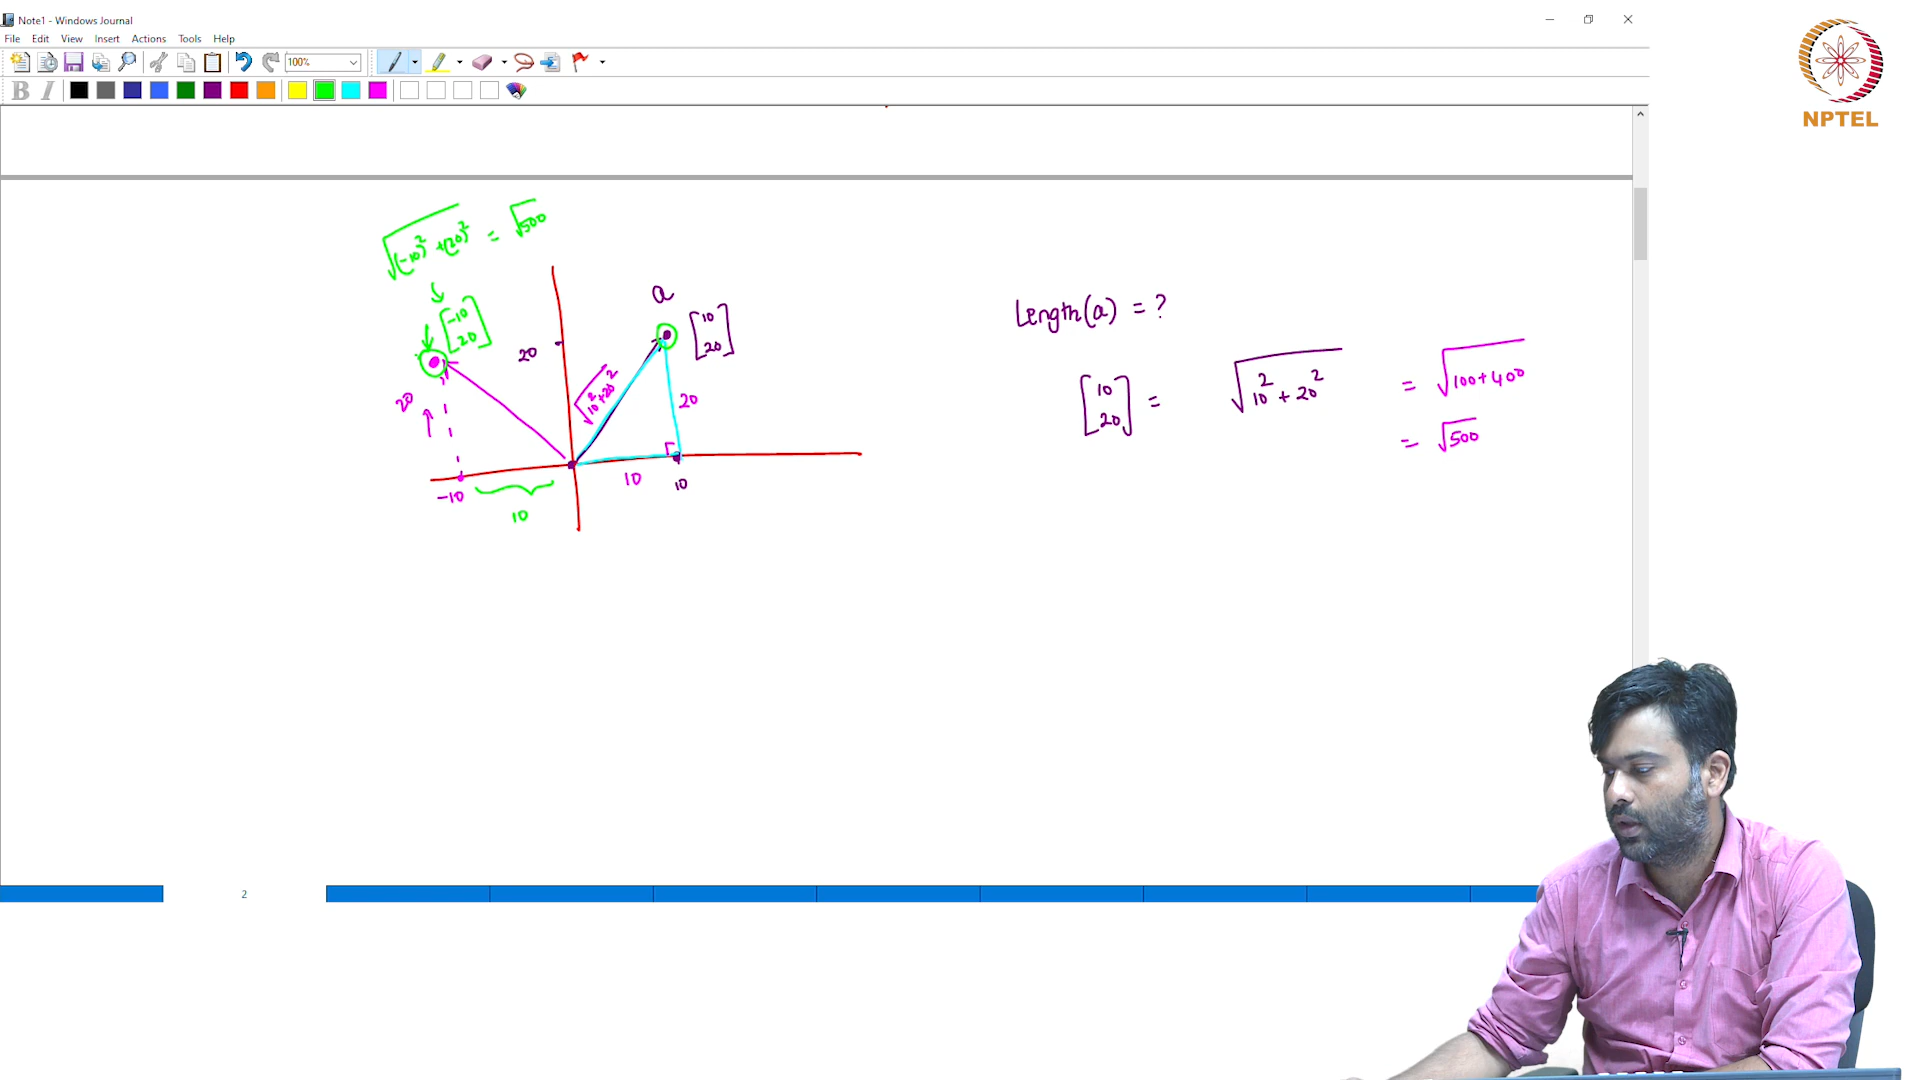 Note1 - Windows Journal
File Edit View Insert Actions Tools Help
100%
B I
NPTEL
√(-10)² + (20)² = √500
[-10
20]
a
[10
20]
20
20
√10² + 20²
20
-10
10
10
10
Length(a) = ?
[10
20] = √10² + 20² = √100+400
= √500
2